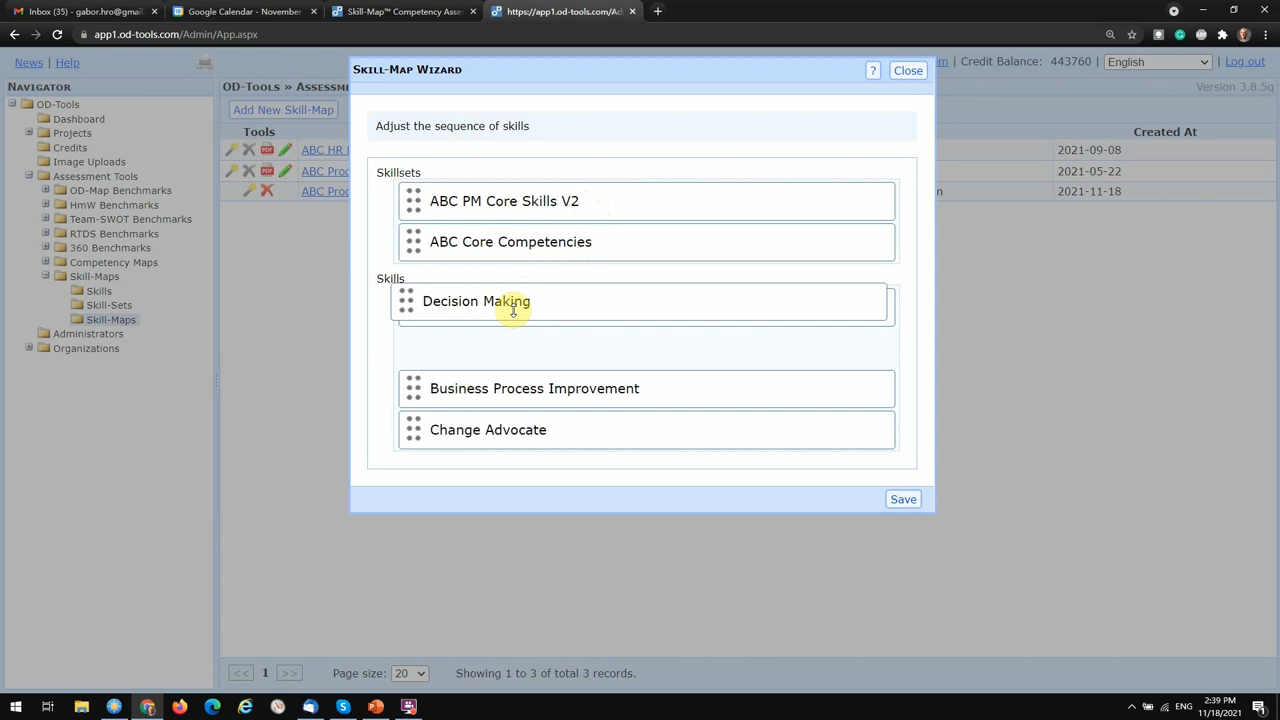 Inbox (35) - gabor.hro@gmail
Google Calendar - November
Skill-Map™ Competency Asse
https://app1.od-tools.com/Ad
app1.od-tools.com/Admin/App.aspx
News | Help
Credit Balance: 443760 | English | Log out
NAVIGATOR
OD-Tools
Dashboard
Projects
Credits
Image Uploads
Assessment Tools
OD-Map Benchmarks
HmW Benchmarks
Team-SWOT Benchmarks
RTDS Benchmarks
360 Benchmarks
Competency Maps
Skill-Maps
Skills
Skill-Sets
Skill-Maps
Administrators
Organizations
OD-TOOLS » ASSESSM
Version 3.8.5q
Add New Skill-Map
Tools
Created At
ABC HR
2021-09-08
ABC Proc
2021-05-22
ABC Proc
2021-11-18
SKILL-MAP WIZARD
?
Close
Adjust the sequence of skills
Skillsets
ABC PM Core Skills V2
ABC Core Competencies
Skills
Decision Making
Business Process Improvement
Change Advocate
Save
<< 1 >> Page size: 20 Showing 1 to 3 of total 3 records.
ENG
2:39 PM
11/18/2021